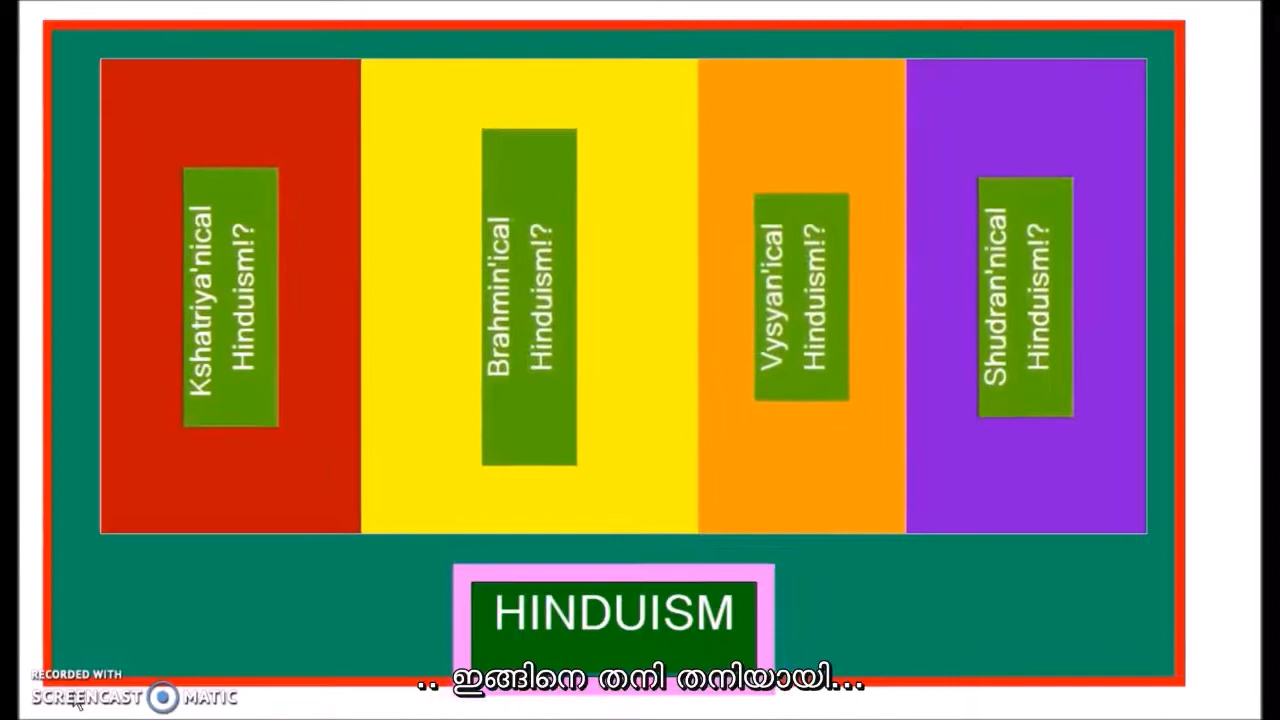 Kshatriya'nical
Hinduism!?
Brahmin'ical
Hinduism!?
Vysyan'ical
Hinduism!?
Shudran'nical
Hinduism!?
HINDUISM
.. ഇങ്ങിനെ തനി തനിയായി...
RECORDED WITH
SCREENCAST MATIC